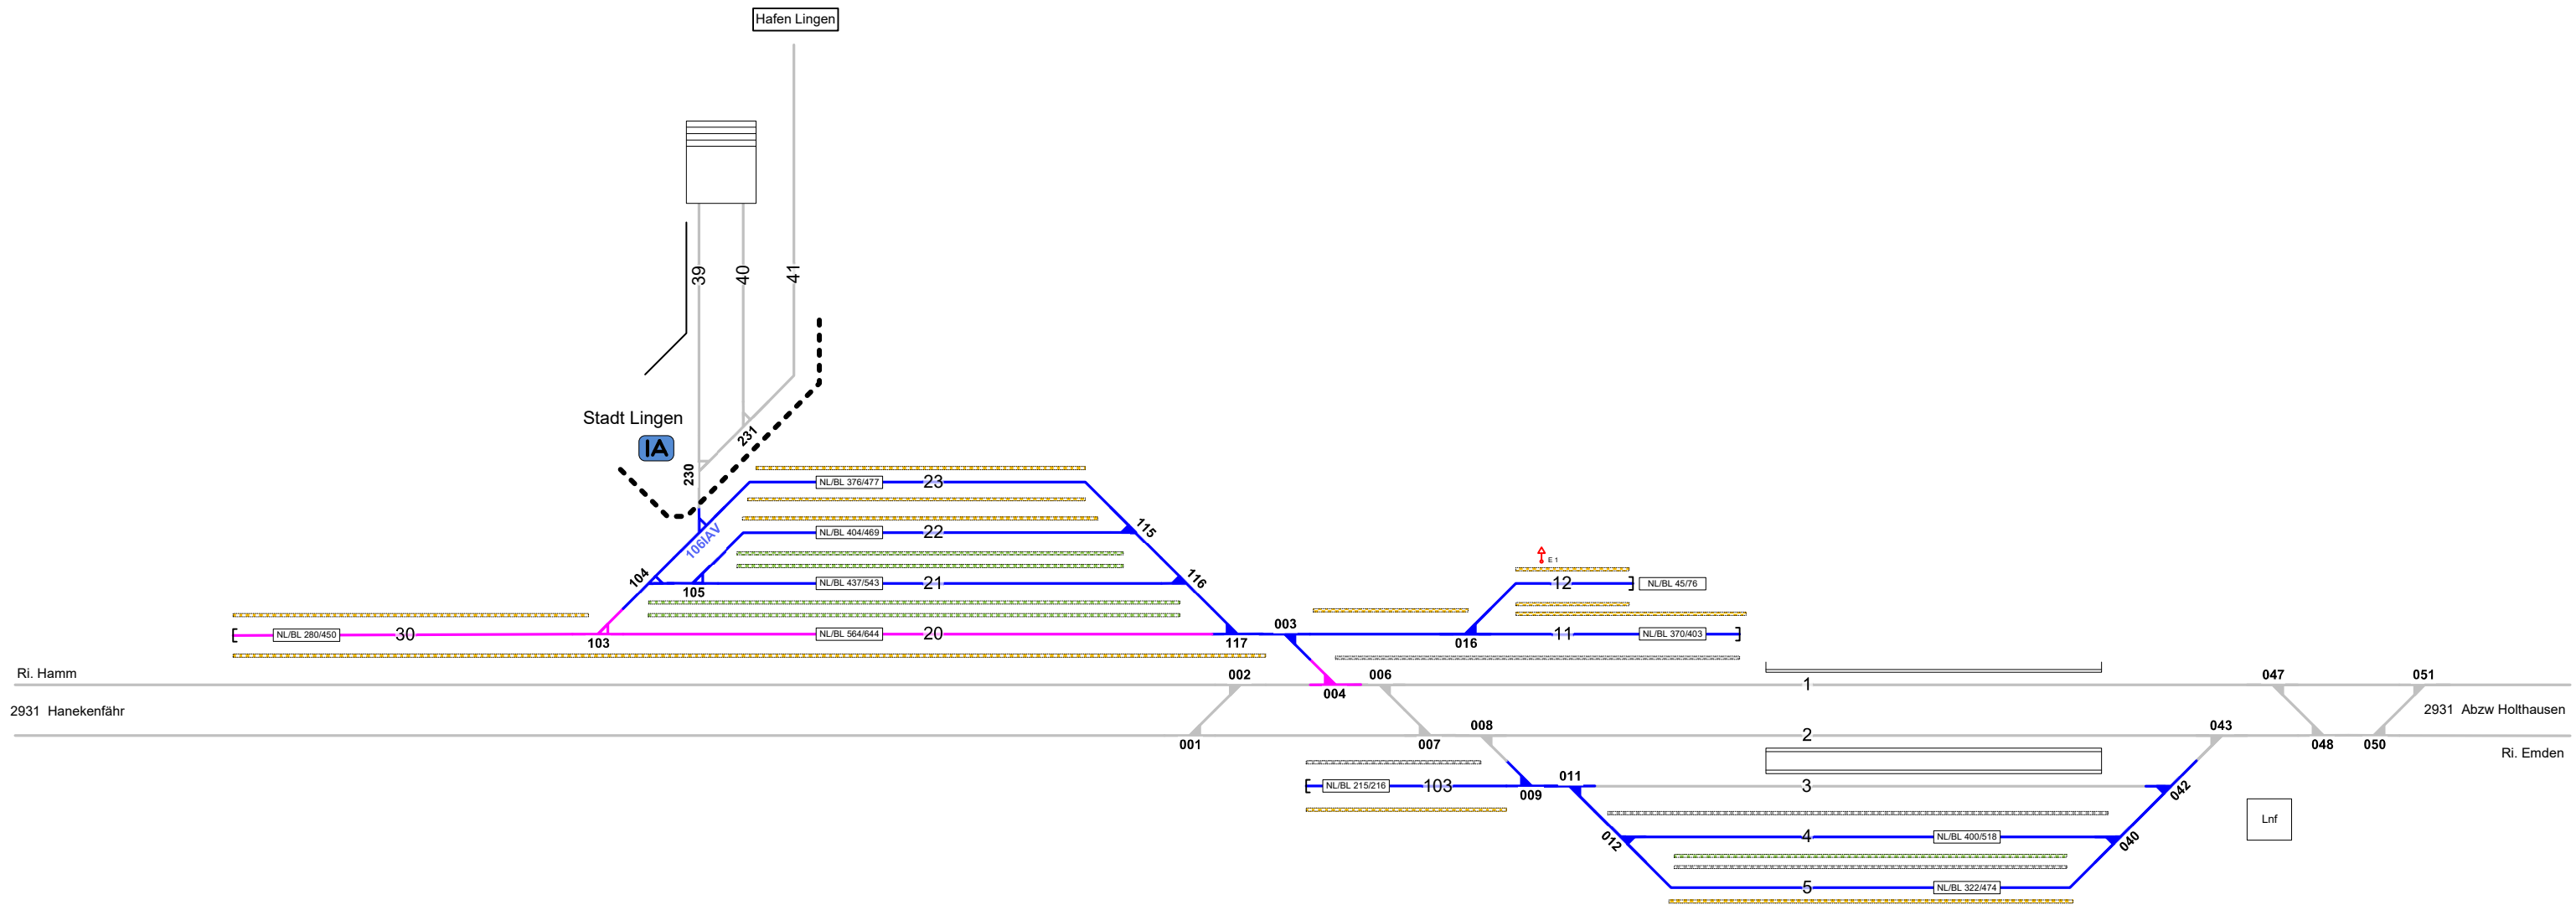 Hafen Lingen
39
40
41
Stadt Lingen
IA
231
230
NL/BL 376/477
23
106IAV
NL/BL 404/469
22
115
104
105
NL/BL 437/543
21
116
E 1
12
NL/BL 45/76
NL/BL 280/450
30
103
NL/BL 564/644
20
117
003
016
11
NL/BL 370/403
Ri. Hamm
002
004
006
1
047
051
2931 Hanekenfähr
2931 Abzw Holthausen
001
007
008
2
043
048
050
Ri. Emden
NL/BL 215/216
103
009
011
3
042
012
4
NL/BL 400/518
040
Lnf
5
NL/BL 322/474